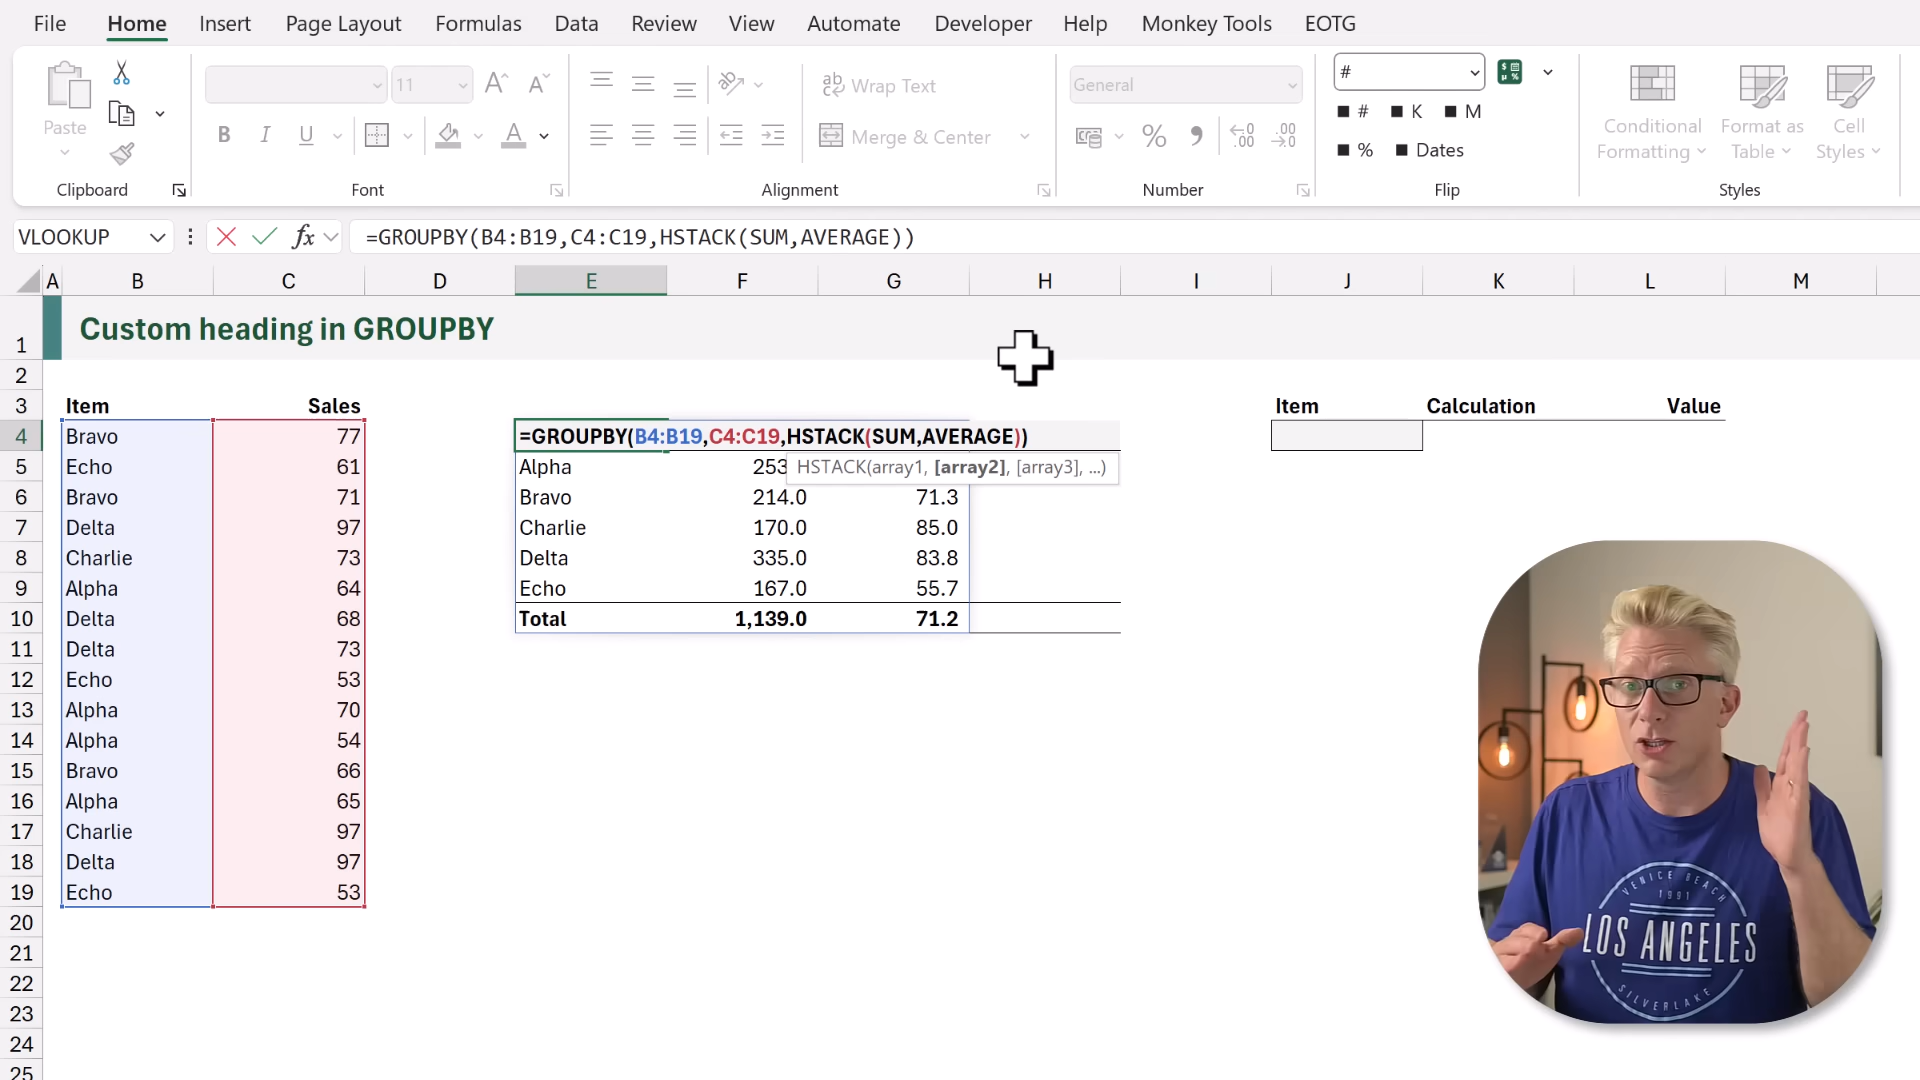 File Home Insert Page Layout Formulas Data Review View Automate Developer Help Monkey Tools EOTG
Paste
Clipboard
11
B I U
Font
Wrap Text
Merge & Center
Alignment
General
Number
#
# K M
% Dates
Flip
Conditional Formatting
Format as Table
Cell Styles
Styles
VLOOKUP fx =GROUPBY(B4:B19,C4:C19,HSTACK(SUM,AVERAGE))
A B C D E F G H I J K L M
1 Custom heading in GROUPBY
2
3 Item Sales Item Calculation Value
4 Bravo 77 =GROUPBY(B4:B19,C4:C19,HSTACK(SUM,AVERAGE))
5 Echo 61 Alpha 253 HSTACK(array1, [array2], [array3], ...)
6 Bravo 71 Bravo 214.0 71.3
7 Delta 97 Charlie 170.0 85.0
8 Charlie 73 Delta 335.0 83.8
9 Alpha 64 Echo 167.0 55.7
10 Delta 68 Total 1,139.0 71.2
11 Delta 73
12 Echo 53
13 Alpha 70
14 Alpha 54
15 Bravo 66
16 Alpha 65
17 Charlie 97
18 Delta 97
19 Echo 53
20
21
22
23
24
25
VENICE BEACH
1991
LOS ANGELES
SILVERLAKE